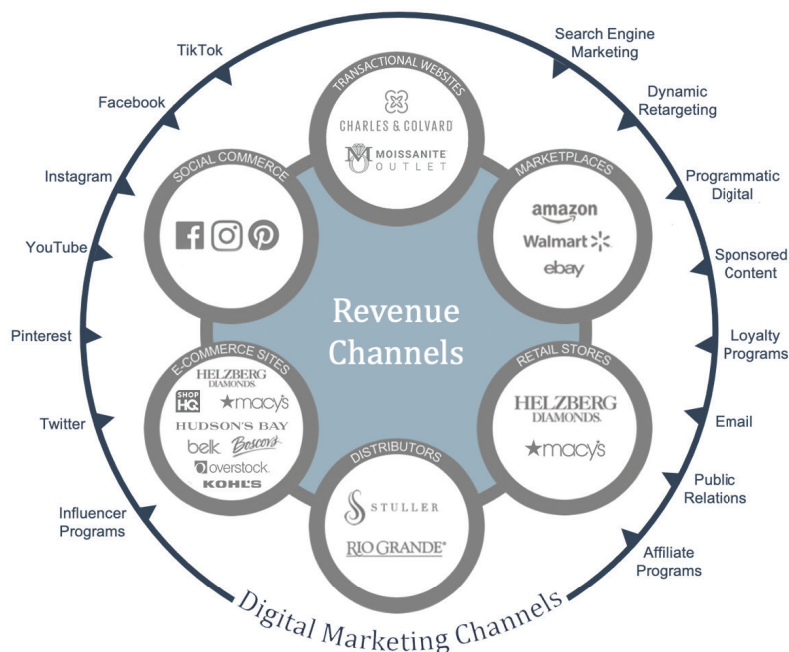 TikTok
Facebook
Instagram
YouTube
Pinterest
Twitter
Influencer
Programs
Search Engine
Marketing
Dynamic
Retargeting
Programmatic
Digital
Sponsored
Content
Loyalty
Programs
Email
Public
Relations
Affiliate
Programs
TRANSACTIONAL WEBSITES
CHARLES & COLVARD
MOISSANITE
OUTLET
MARKETPLACES
amazon
Walmart
ebay
RETAIL STORES
HELZBERG
DIAMONDS
macy's
DISTRIBUTORS
STULLER
RIO GRANDE
E-COMMERCE SITES
HELZBERG
DIAMONDS
SHOP
HQ
macy's
HUDSON'S BAY
belk
Boscov's
overstock
KOHL'S
SOCIAL COMMERCE
Revenue
Channels
Digital Marketing Channels